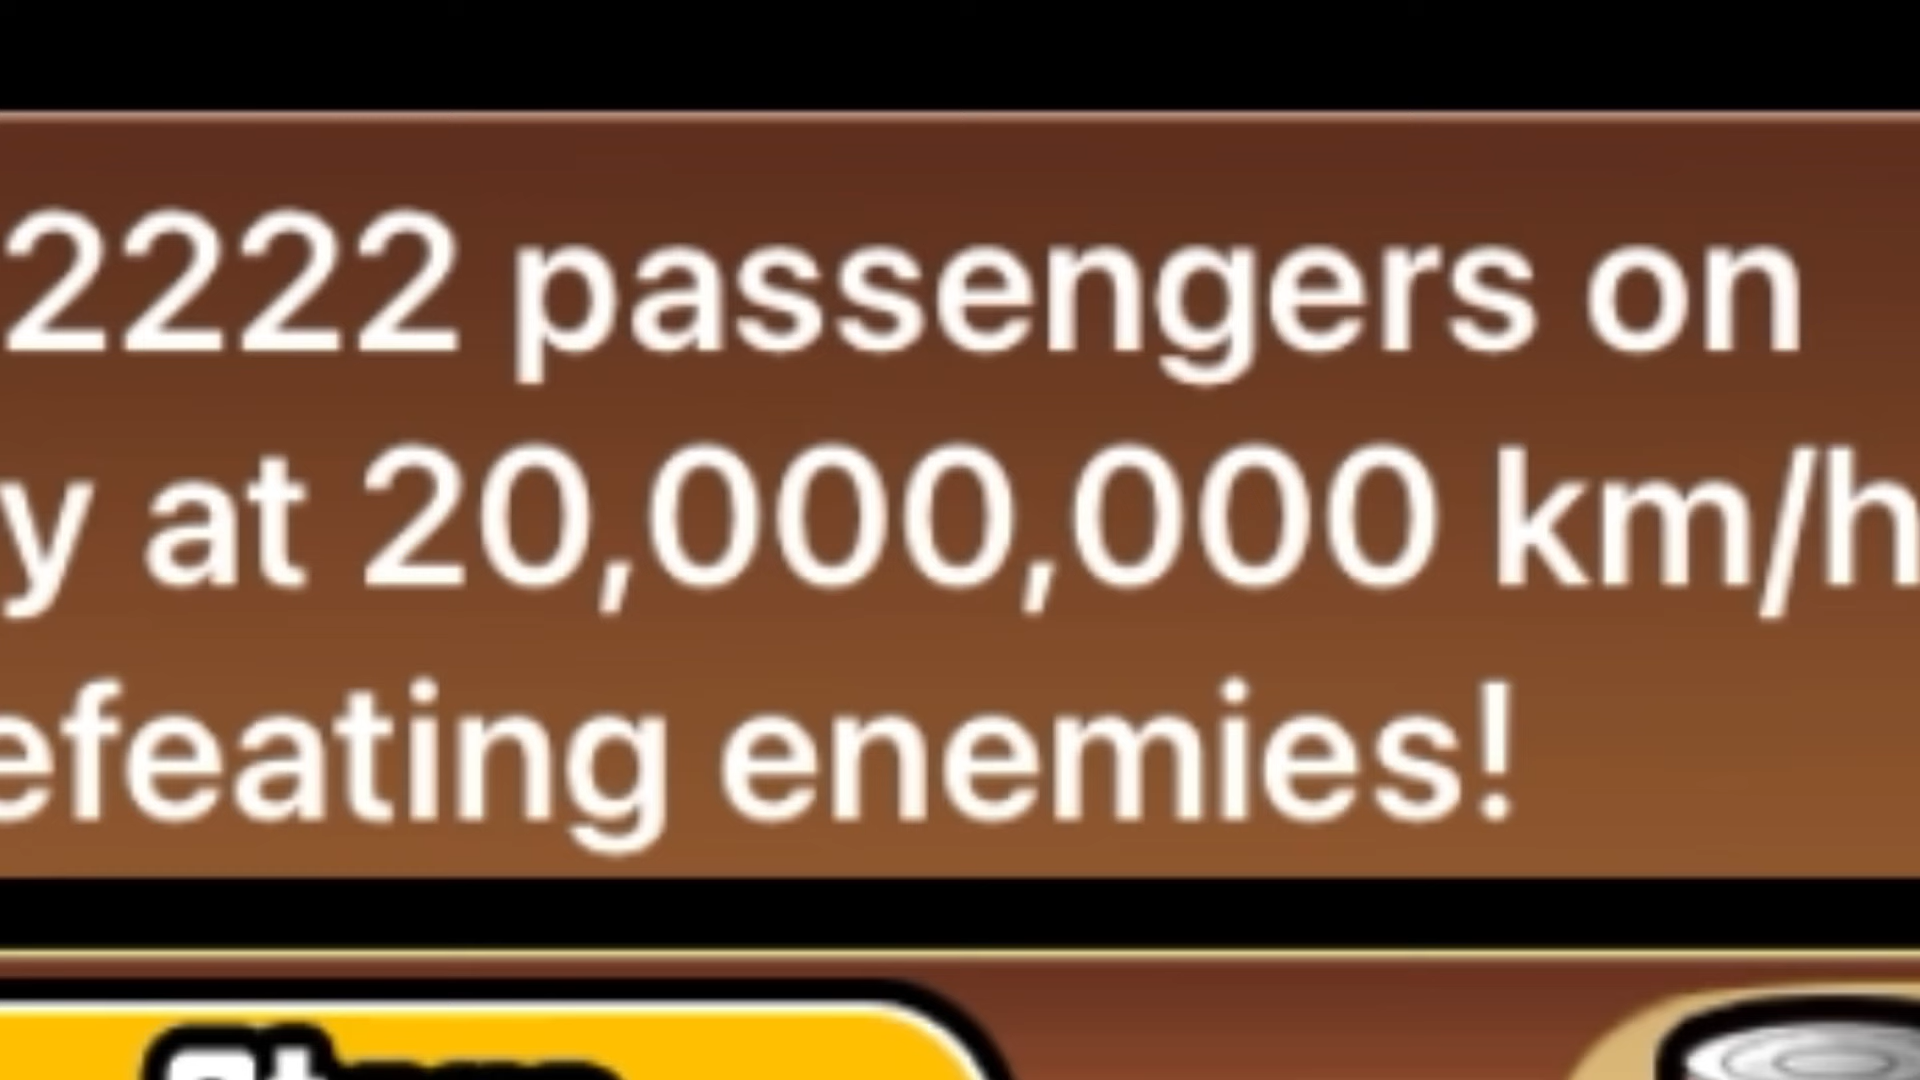 2222 passengers on
y at 20,000,000 km/h
efeating enemies!